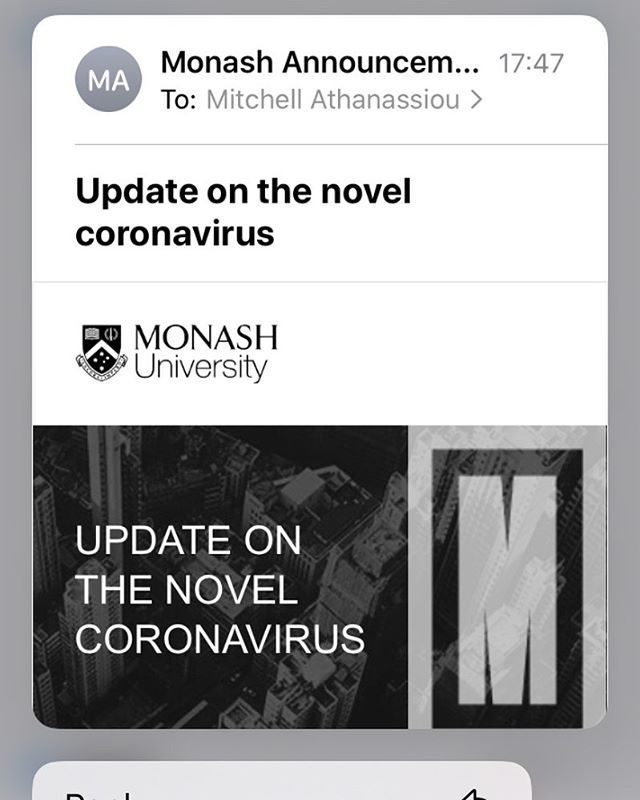 MA
Monash Announcem... 17:47
To: Mitchell Athanassiou >
Update on the novel
coronavirus
MONASH
University
UPDATE ON
THE NOVEL
CORONAVIRUS
M